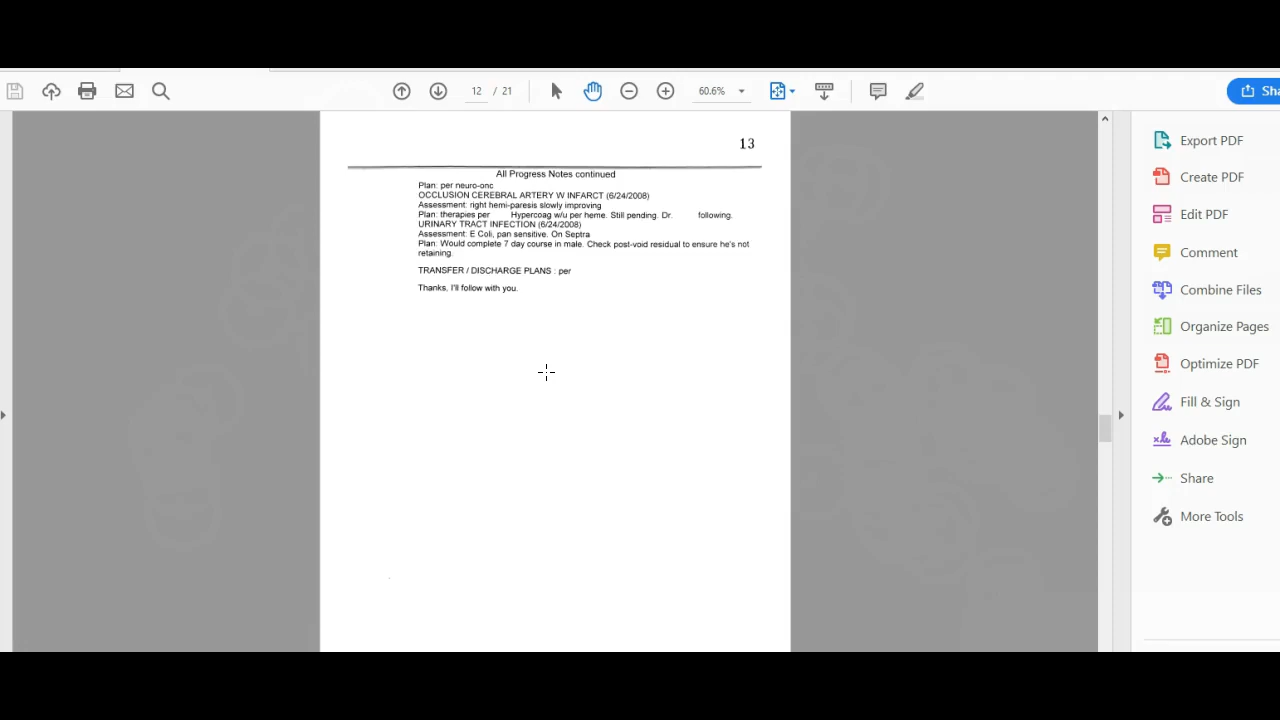 12 / 21
60.6%
Sha
13
All Progress Notes continued
Plan: per neuro-onc
OCCLUSION CEREBRAL ARTERY W INFARCT (6/24/2008)
Assessment: right hemi-paresis slowly improving
Plan: therapies per Hypercoag w/u per heme. Still pending. Dr. following.
URINARY TRACT INFECTION (6/24/2008)
Assessment: E Coli, pan sensitive. On Septra
Plan: Would complete 7 day course in male. Check post-void residual to ensure he's not
retaining.
TRANSFER / DISCHARGE PLANS : per
Thanks, I'll follow with you.
Export PDF
Create PDF
Edit PDF
Comment
Combine Files
Organize Pages
Optimize PDF
Fill & Sign
Adobe Sign
Share
More Tools